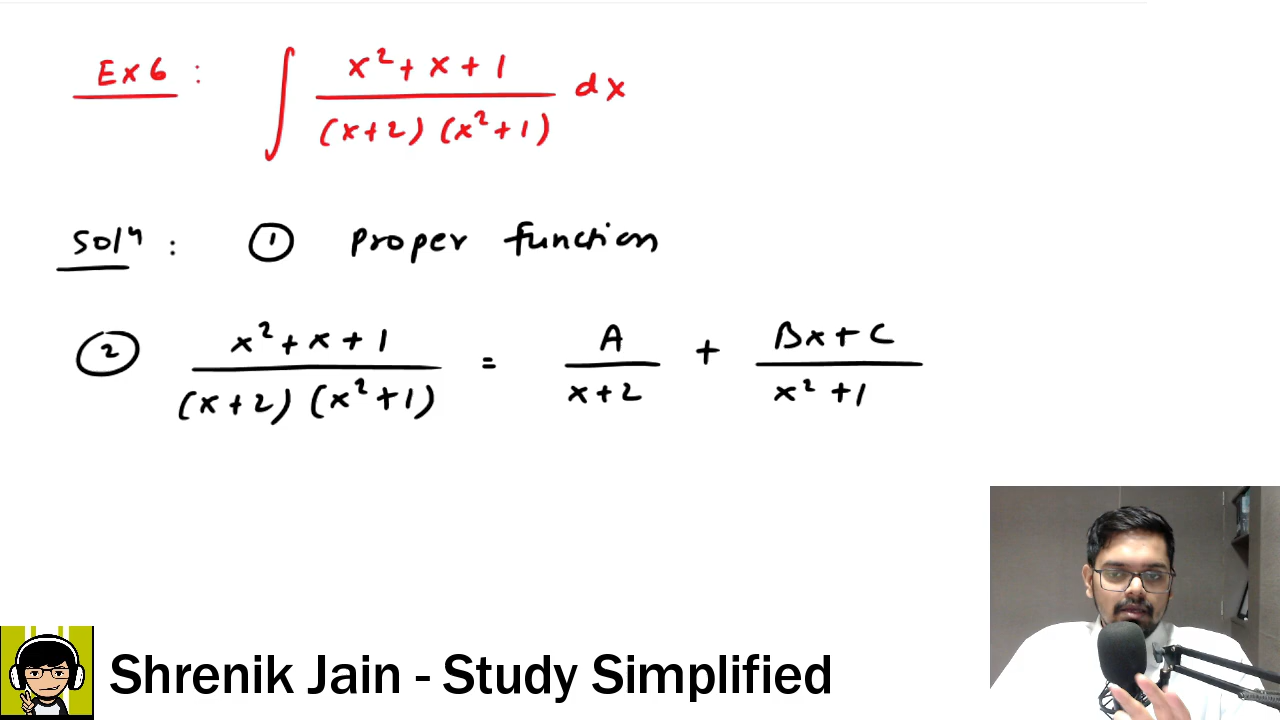 Ex 6 : ∫ x² + x + 1 / (x+2) (x²+1) dx
Soln : ① Proper function
② x² + x + 1 / (x+2) (x²+1) = A / x+2 + Bx + C / x² + 1
Shrenik Jain - Study Simplified